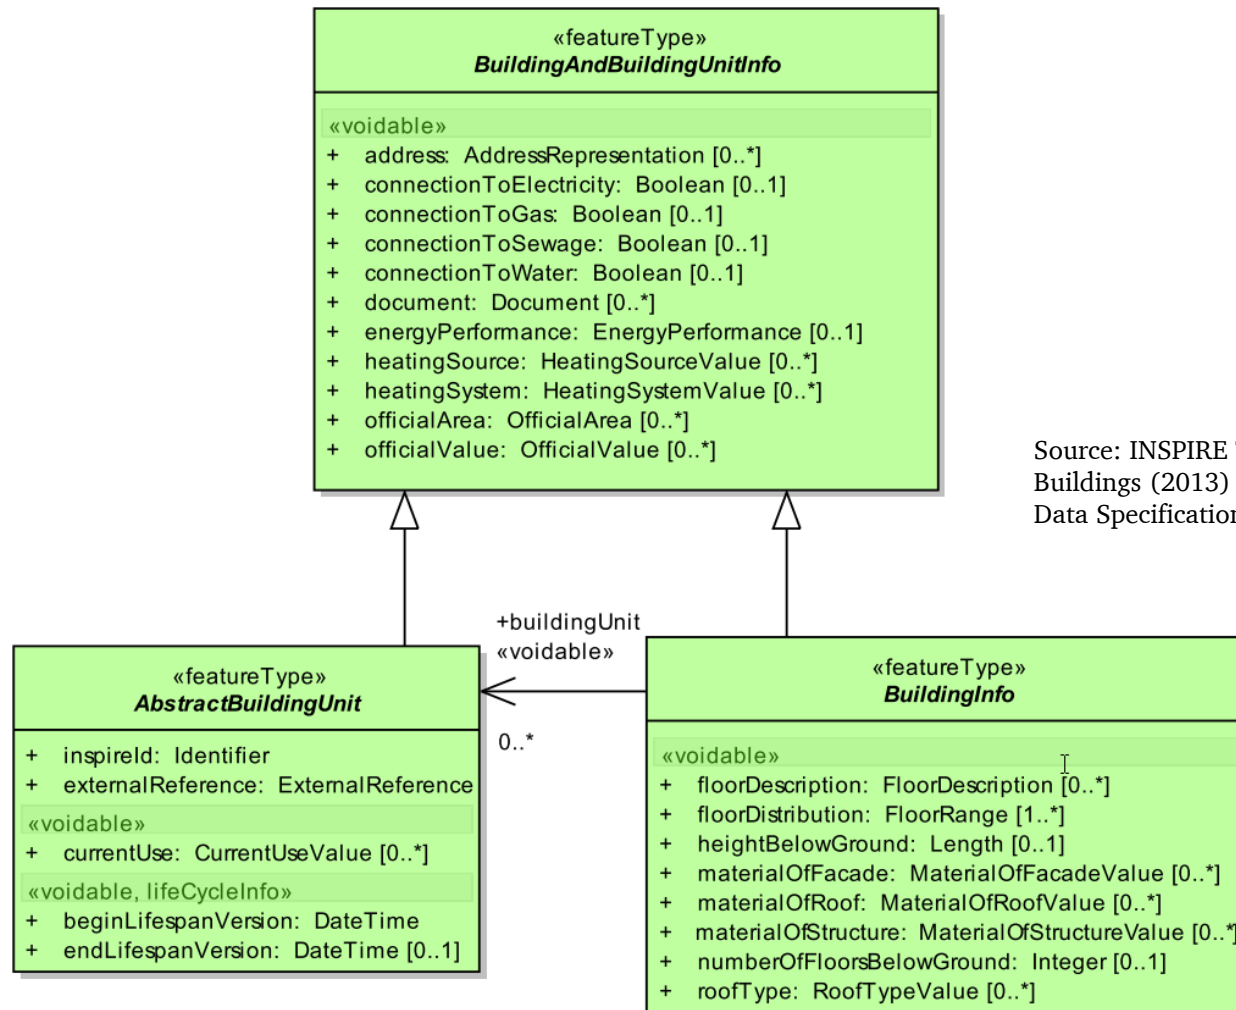 «featureType»
BuildingAndBuildingUnitInfo
«voidable»
+ address: AddressRepresentation [0..*]
+ connectionToElectricity: Boolean [0..1]
+ connectionToGas: Boolean [0..1]
+ connectionToSewage: Boolean [0..1]
+ connectionToWater: Boolean [0..1]
+ document: Document [0..*]
+ energyPerformance: EnergyPerformance [0..1]
+ heatingSource: HeatingSourceValue [0..*]
+ heatingSystem: HeatingSystemValue [0..*]
+ officialArea: OfficialArea [0..*]
+ officialValue: OfficialValue [0..*]
Source: INSPIRE
Buildings (2013)
Data Specification
+buildingUnit
«voidable»
0..*
«featureType»
AbstractBuildingUnit
+ inspireId: Identifier
+ externalReference: ExternalReference
«voidable»
+ currentUse: CurrentUseValue [0..*]
«voidable, lifeCycleInfo»
+ beginLifespanVersion: DateTime
+ endLifespanVersion: DateTime [0..1]
«featureType»
BuildingInfo
«voidable»
+ floorDescription: FloorDescription [0..*]
+ floorDistribution: FloorRange [1..*]
+ heightBelowGround: Length [0..1]
+ materialOfFacade: MaterialOfFacadeValue [0..*]
+ materialOfRoof: MaterialOfRoofValue [0..*]
+ materialOfStructure: MaterialOfStructureValue [0..*]
+ numberOfFloorsBelowGround: Integer [0..1]
+ roofType: RoofTypeValue [0..*]